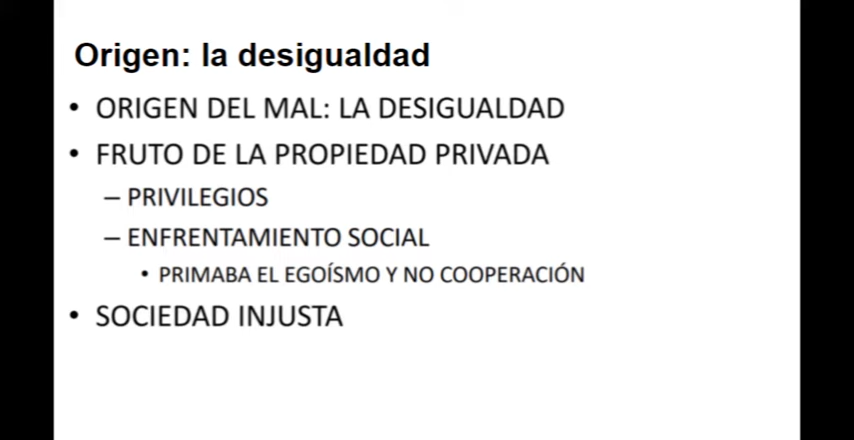 Origen: la desigualdad
• ORIGEN DEL MAL: LA DESIGUALDAD
• FRUTO DE LA PROPIEDAD PRIVADA
– PRIVILEGIOS
– ENFRENTAMIENTO SOCIAL
• PRIMABA EL EGOÍSMO Y NO COOPERACIÓN
• SOCIEDAD INJUSTA